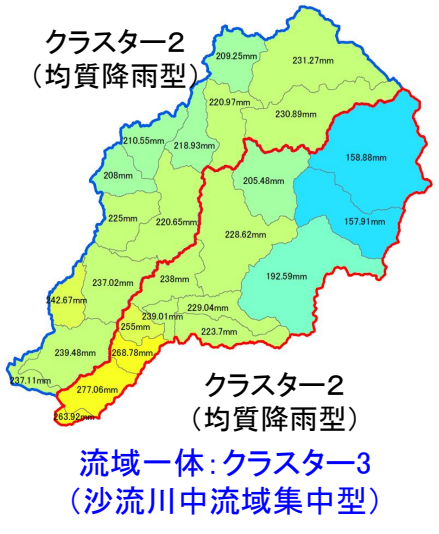 クラスター2
（均質降雨型）
209.25mm
231.27mm
220.97mm
230.89mm
210.55mm
218.93mm
158.88mm
208mm
205.48mm
157.91mm
225mm
220.65mm
228.62mm
192.59mm
237.02mm
238mm
242.67mm
229.04mm
239.01mm
255mm
223.7mm
239.48mm
268.78mm
237.11mm
277.06mm
263.92mm
クラスター2
（均質降雨型）
流域一体：クラスター3
（沙流川中流域集中型）